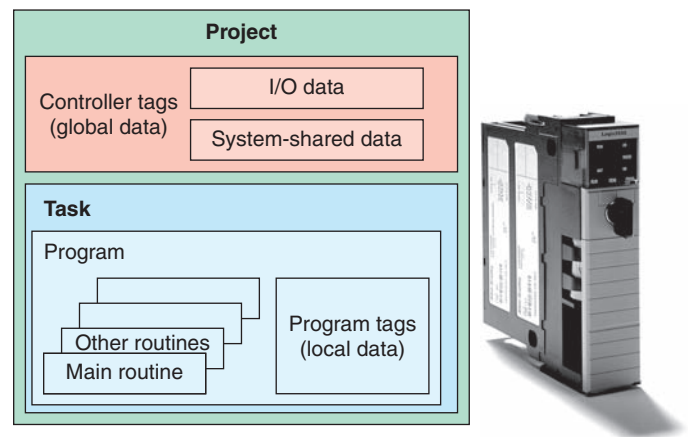 Project
Controller tags
(global data)
I/O data
System-shared data
Task
Program
Other routines
Main routine
Program tags
(local data)